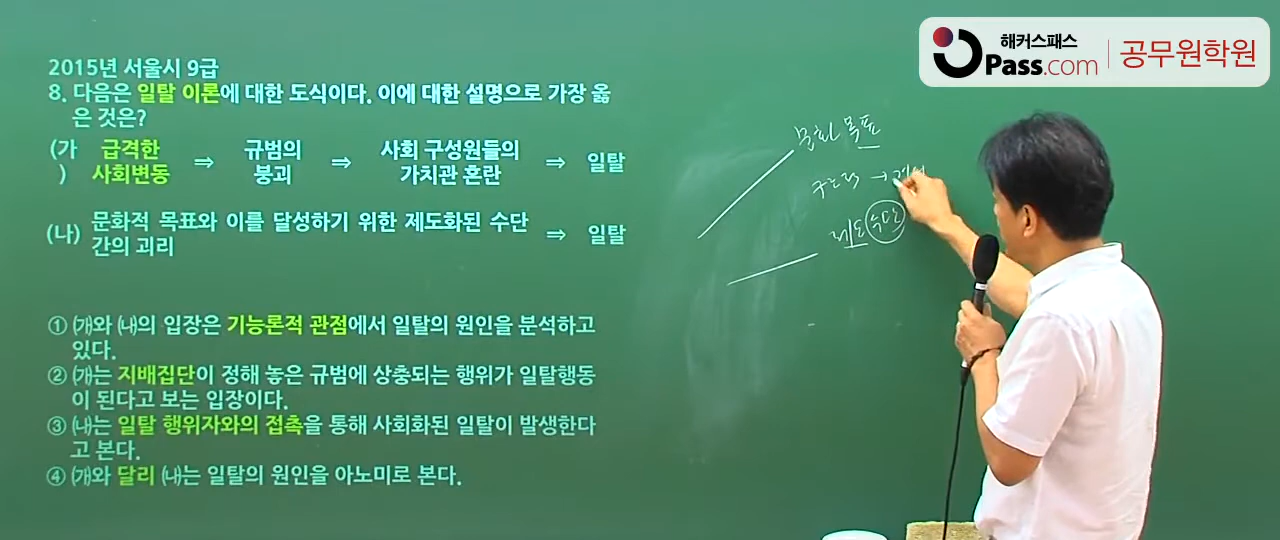 해커스패스
Pass.com
공무원학원
2015년 서울시 9급
8. 다음은 일탈 이론에 대한 도식이다. 이에 대한 설명으로 가장 옳
은 것은?
(가) 급격한 사회변동 ⇒ 규범의 붕괴 ⇒ 사회 구성원들의 가치관 혼란 ⇒ 일탈
(나) 문화적 목표와 이를 달성하기 위한 제도화된 수단
간의 괴리 ⇒ 일탈
① ㈎와 ㈏의 입장은 기능론적 관점에서 일탈의 원인을 분석하고
있다.
② ㈎는 지배집단이 정해 놓은 규범에 상충되는 행위가 일탈행동
이 된다고 보는 입장이다.
③ ㈏는 일탈 행위자와의 접촉을 통해 사회화된 일탈이 발생한다
고 본다.
④ ㈎와 달리 ㈏는 일탈의 원인을 아노미로 본다.
문화 목표
제도 수단